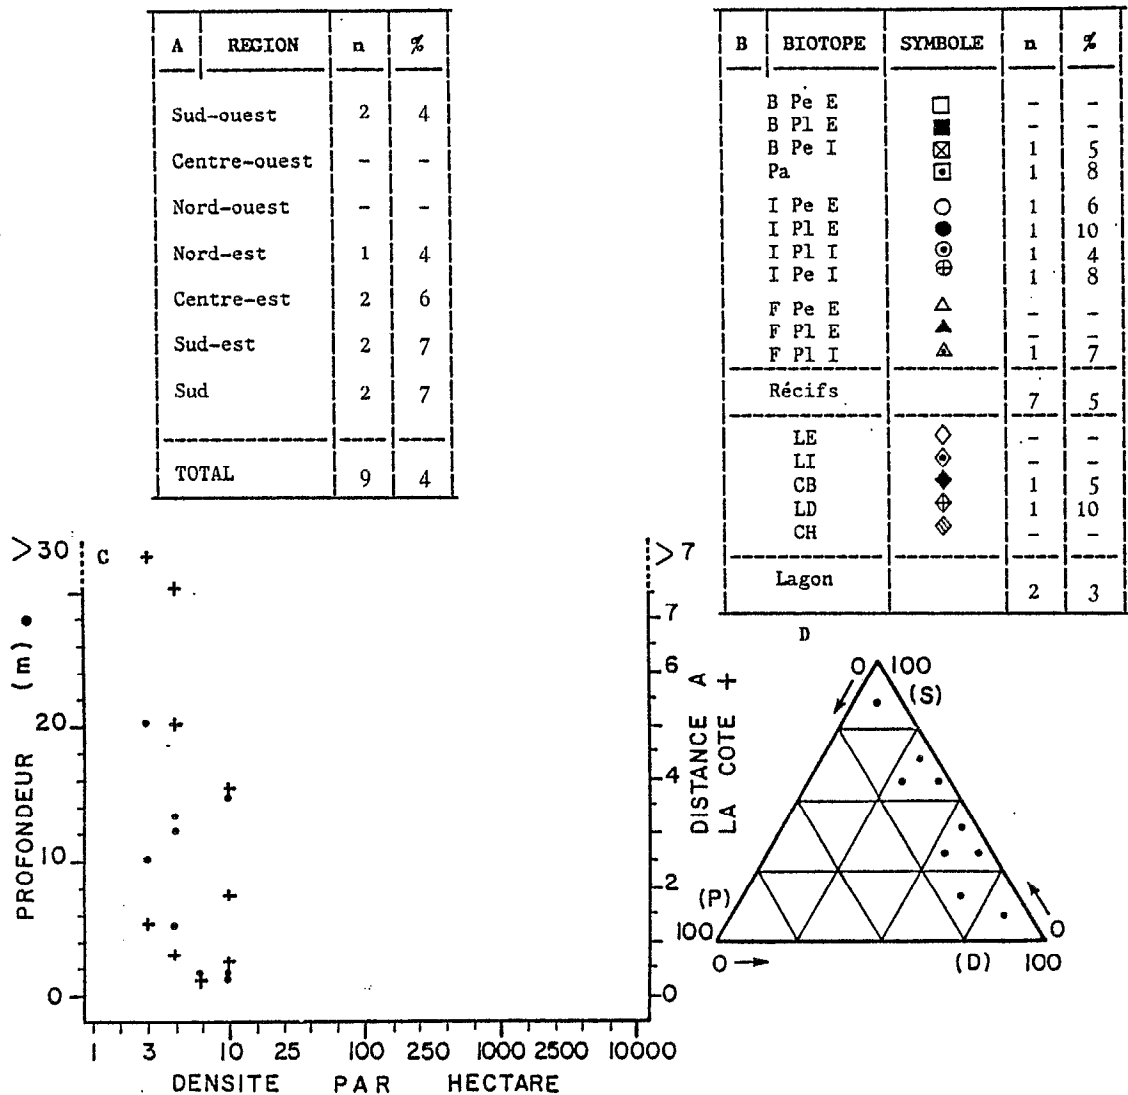 A REGION n %
Sud-ouest 2 4
Centre-ouest – –
Nord-ouest – –
Nord-est 1 4
Centre-est 2 6
Sud-est 2 7
Sud 2 7
TOTAL 9 4
B BIOTOPE SYMBOLE n %
B Pe E – –
B Pl E – –
B Pe I 1 5
Pa 1 8
I Pe E 1 6
I Pl E 1 10
I Pl I 1 4
I Pe I 1 8
F Pe E – –
F Pl E – –
F Pl I 1 7
Récifs 7 5
LE – –
LI – –
CB 1 5
LD 1 10
CH – –
Lagon 2 3
C
>30
20
10
0
PROFONDEUR (m) ●
>7
7
6
4
2
0
DISTANCE A
LA COTE +
1 3 10 25 100 250 1000 2500 10000
DENSITE PAR HECTARE
D
0 100
(S)
(P)
100
0
0 → (D) 100